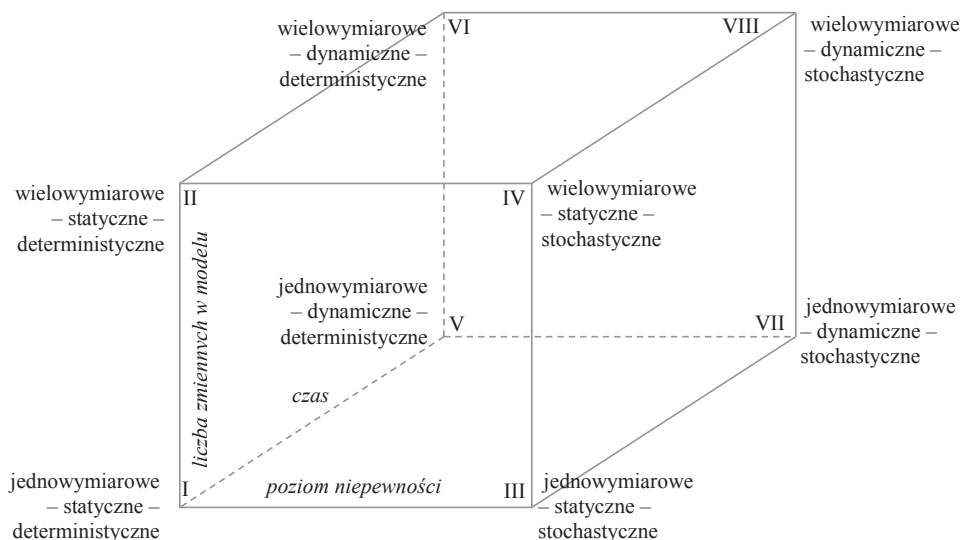 wielowymiarowe
– dynamiczne –
deterministyczne
VI
VIII
wielowymiarowe
– dynamiczne –
stochastyczne
wielowymiarowe
– statyczne –
deterministyczne
II
IV
wielowymiarowe
– statyczne –
stochastyczne
liczba zmiennych w modelu
jednowymiarowe
– dynamiczne –
deterministyczne
V
VII
jednowymiarowe
– dynamiczne –
stochastyczne
czas
jednowymiarowe
– statyczne –
deterministyczne
I
poziom niepewności
III
jednowymiarowe
– statyczne –
stochastyczne